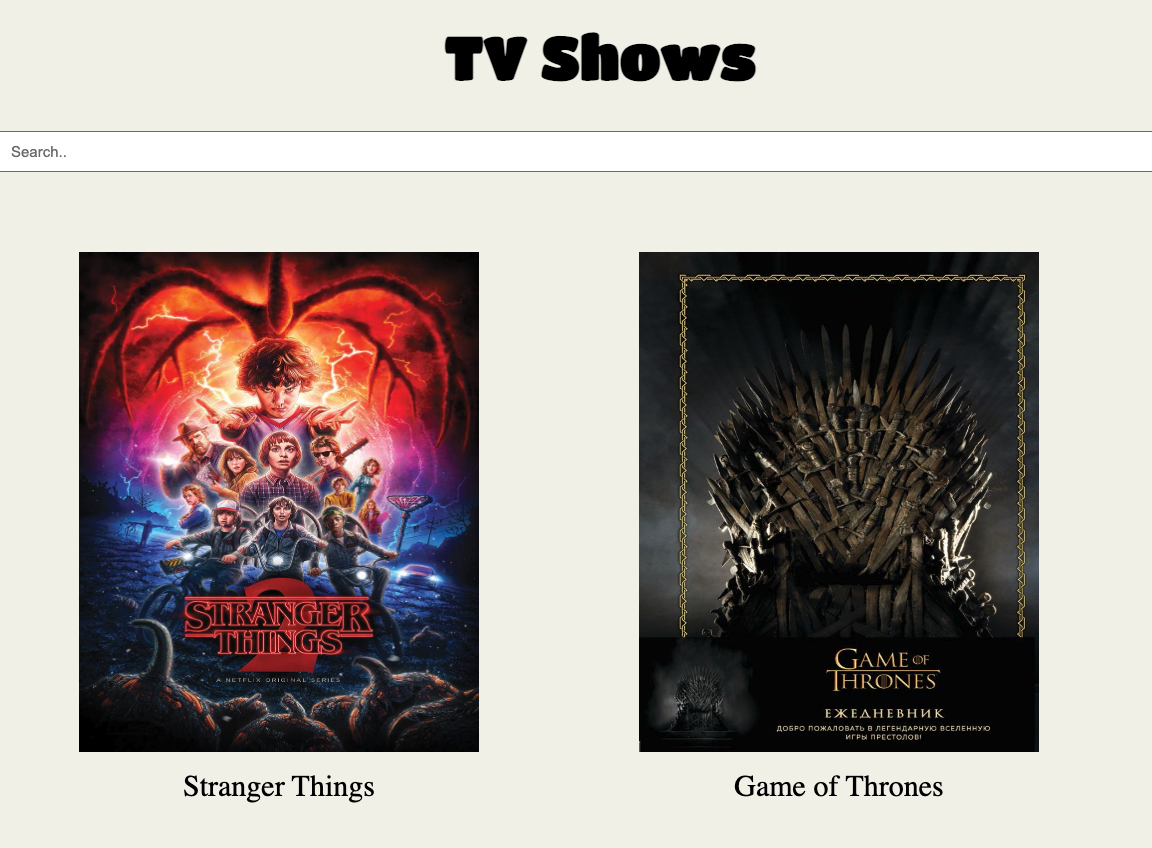 TV Shows
Search..
2
STRANGER
THINGS
A NETFLIX ORIGINAL SERIES
Stranger Things
GAME OF
THRONES
ЕЖЕДНЕВНИК
ДОБРО ПОЖАЛОВАТЬ В ЛЕГЕНДАРНУЮ ВСЕЛЕННУЮ
ИГРЫ ПРЕСТОЛОВ!
Game of Thrones